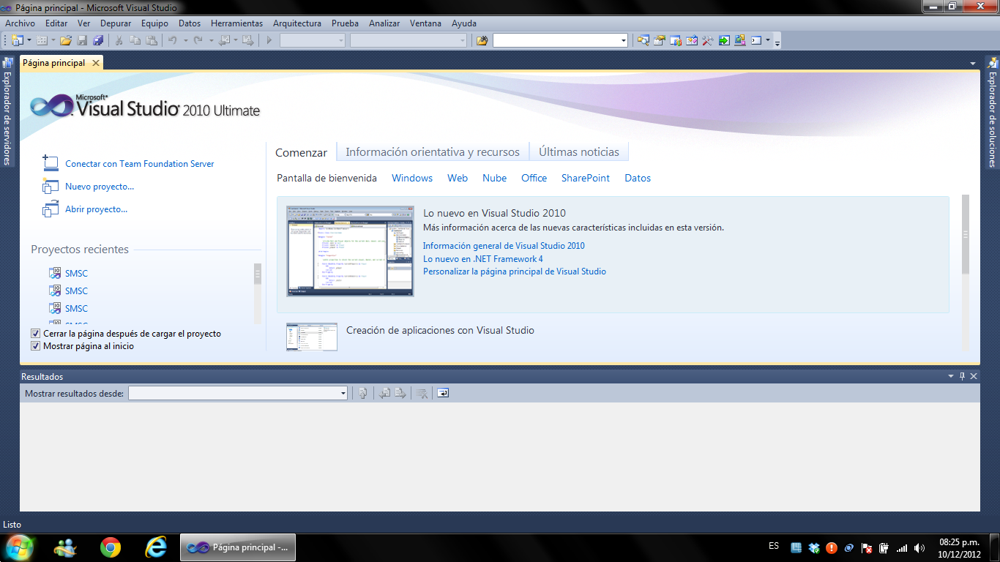 Página principal - Microsoft Visual Studio
Archivo Editar Ver Depurar Equipo Datos Herramientas Arquitectura Prueba Analizar Ventana Ayuda
Explorador de servidores
Página principal
Explorador de soluciones
Microsoft®
Visual Studio® 2010 Ultimate
Conectar con Team Foundation Server
Nuevo proyecto...
Abrir proyecto...
Proyectos recientes
SMSC
SMSC
SMSC
SMSC
Cerrar la página después de cargar el proyecto
Mostrar página al inicio
Comenzar Información orientativa y recursos Últimas noticias
Pantalla de bienvenida Windows Web Nube Office SharePoint Datos
Lo nuevo en Visual Studio 2010
Más información acerca de las nuevas características incluidas en esta versión.
Información general de Visual Studio 2010
Lo nuevo en .NET Framework 4
Personalizar la página principal de Visual Studio
Creación de aplicaciones con Visual Studio
Resultados
Mostrar resultados desde:
Listo
Página principal -...
ES
08:25 p.m.
10/12/2012